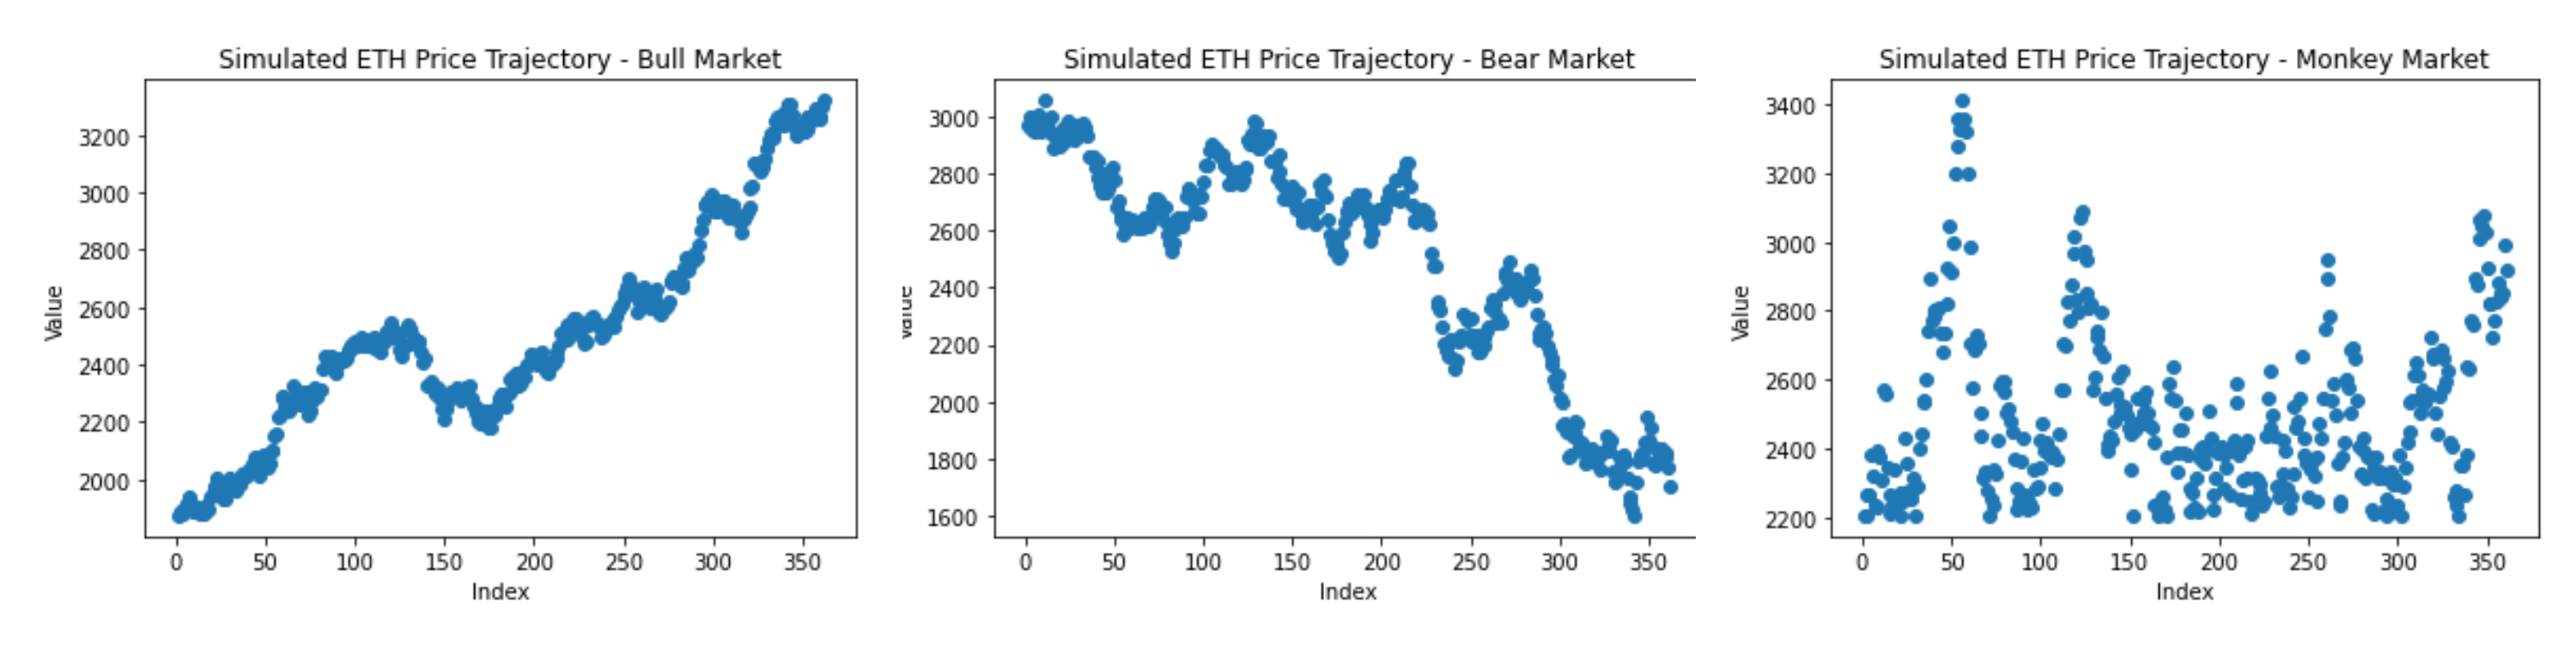 Simulated ETH Price Trajectory - Bull Market
3200
3000
2800
2600
2400
2200
2000
Value
0 50 100 150 200 250 300 350
Index
Simulated ETH Price Trajectory - Bear Market
3000
2800
2600
2400
2200
2000
1800
1600
Value
0 50 100 150 200 250 300 350
Index
Simulated ETH Price Trajectory - Monkey Market
3400
3200
3000
2800
2600
2400
2200
Value
0 50 100 150 200 250 300 350
Index